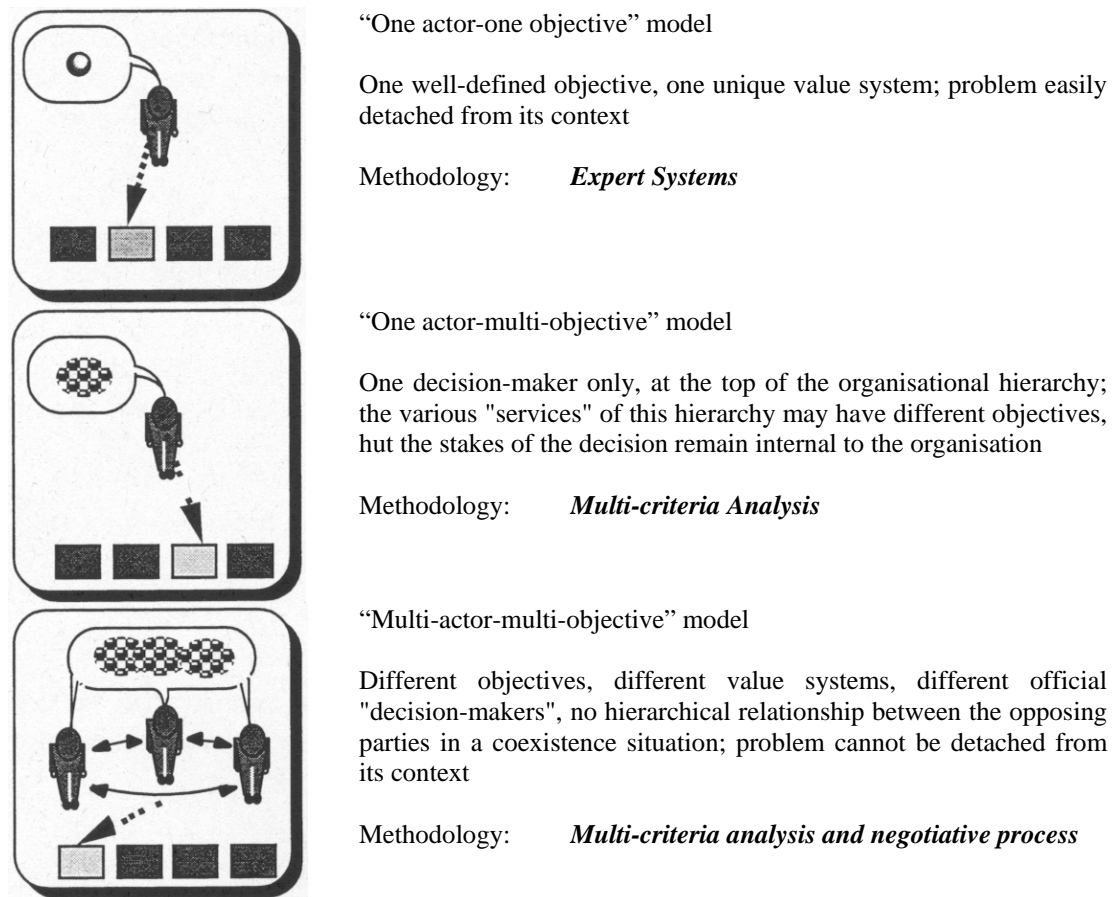 “One actor-one objective” model
One well-defined objective, one unique value system; problem easily
detached from its context
Methodology: Expert Systems
“One actor-multi-objective” model
One decision-maker only, at the top of the organisational hierarchy;
the various "services" of this hierarchy may have different objectives,
hut the stakes of the decision remain internal to the organisation
Methodology: Multi-criteria Analysis
“Multi-actor-multi-objective” model
Different objectives, different value systems, different official
"decision-makers", no hierarchical relationship between the opposing
parties in a coexistence situation; problem cannot be detached from
its context
Methodology: Multi-criteria analysis and negotiative process